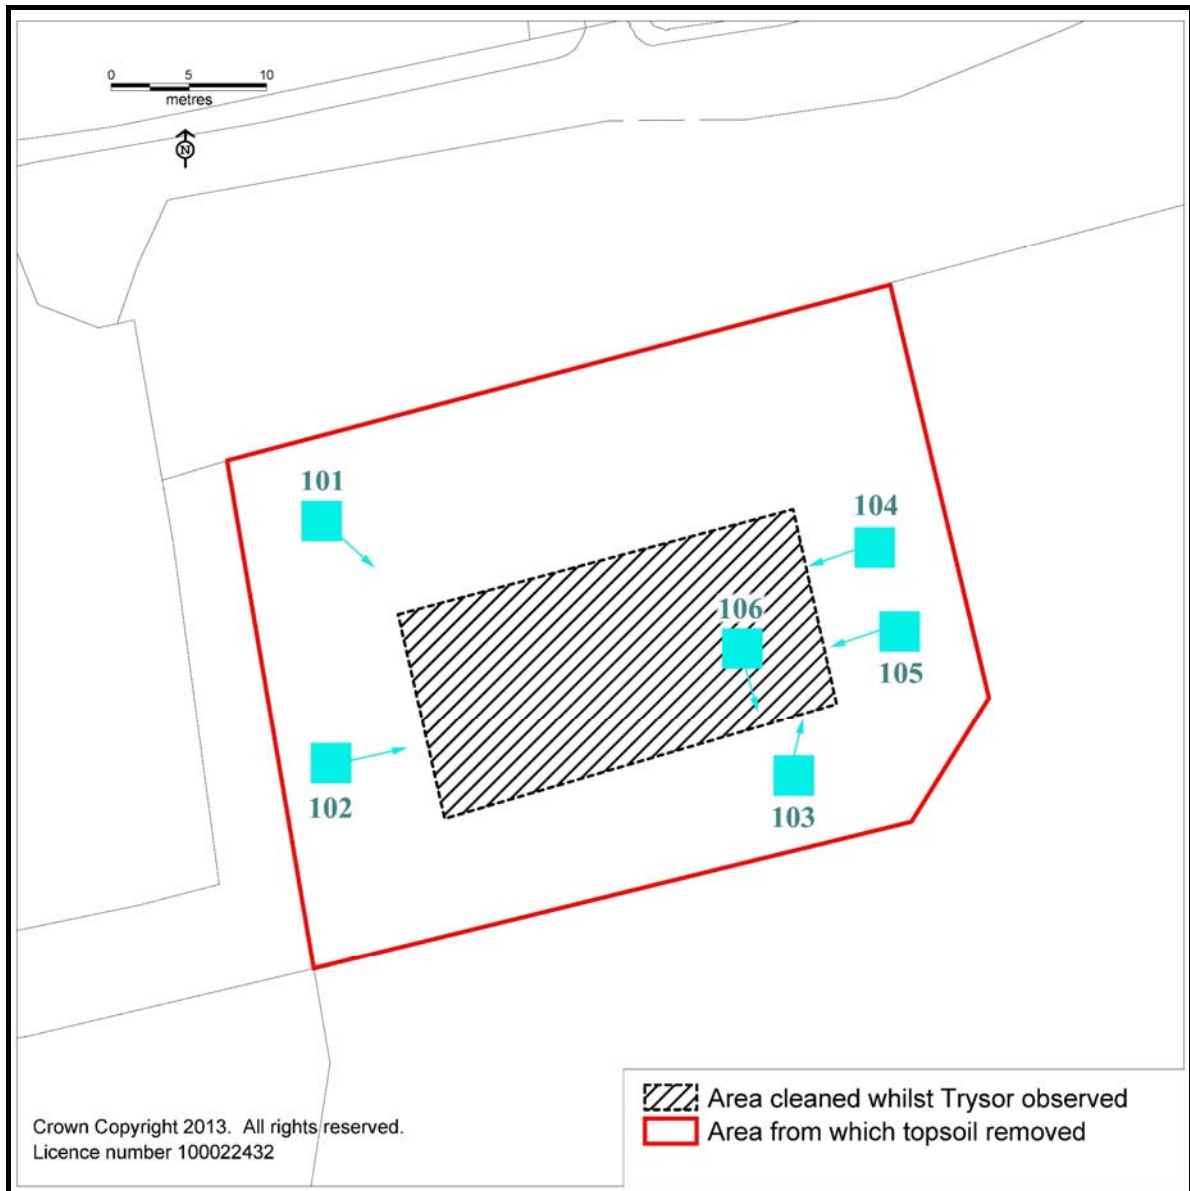 0 5 10
metres
N
101
104
106
105
102
103
Area cleaned whilst Trysor observed
Area from which topsoil removed
Crown Copyright 2013. All rights reserved.
Licence number 100022432